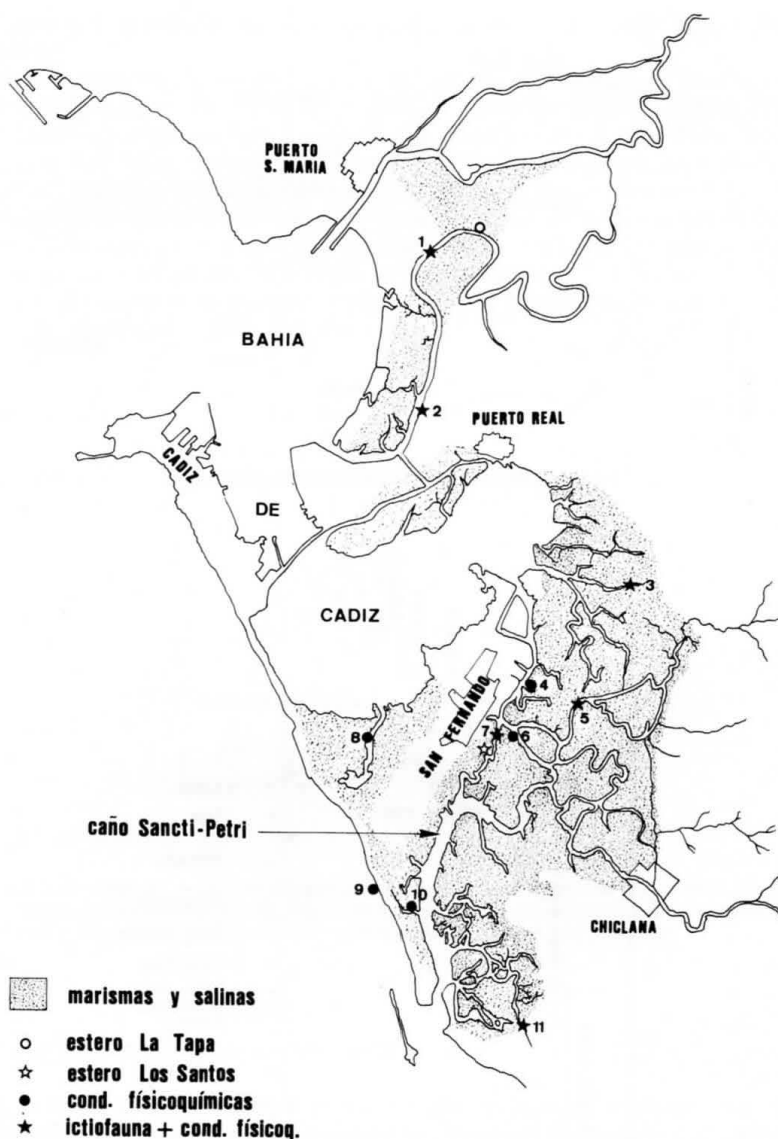 PUERTO
S. MARIA
1
BAHIA
2
PUERTO REAL
CADIZ
DE
3
CADIZ
4
SAN FERNANDO
5
8
7
6
caño Sancti-Petri
9
10
CHICLANA
11
marismas y salinas
estero La Tapa
estero Los Santos
cond. físicoquímicas
ictiofauna + cond. físicoq.